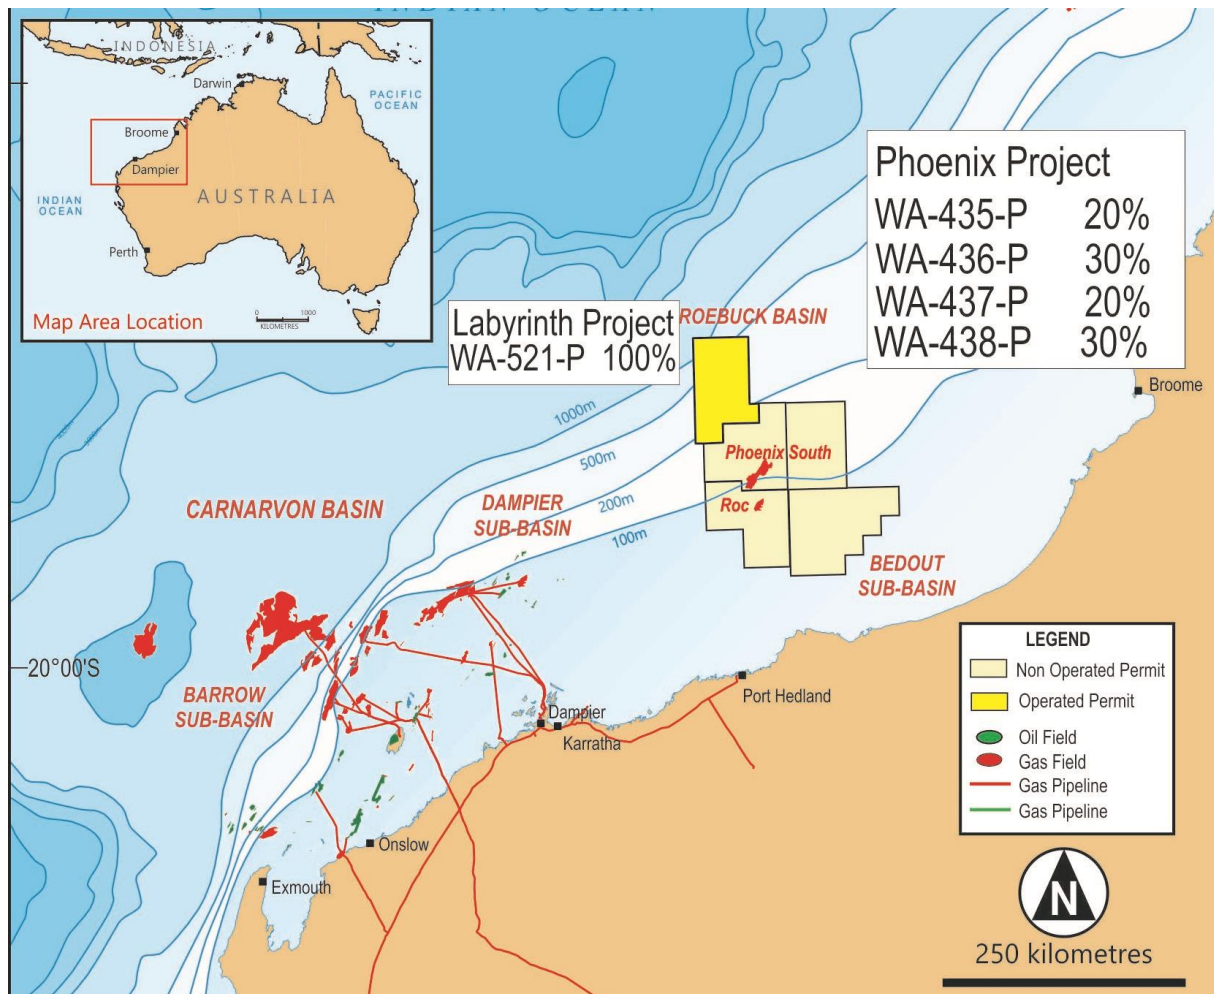 INDIAN OCEAN
INDONESIA
Darwin
PACIFIC
OCEAN
Broome
Dampier
INDIAN
OCEAN
AUSTRALIA
Perth
Map Area Location
0 1000
KILOMETRES
Phoenix Project
WA-435-P 20%
WA-436-P 30%
WA-437-P 20%
WA-438-P 30%
Labyrinth Project
WA-521-P 100%
ROEBUCK BASIN
Broome
1000m
500m
200m
100m
Phoenix South
Roc
CARNARVON BASIN
DAMPIER
SUB-BASIN
BEDOUT
SUB-BASIN
20°00'S
BARROW
SUB-BASIN
Port Hedland
Dampier
Karratha
Onslow
Exmouth
LEGEND
Non Operated Permit
Operated Permit
Oil Field
Gas Field
Gas Pipeline
Gas Pipeline
N
250 kilometres